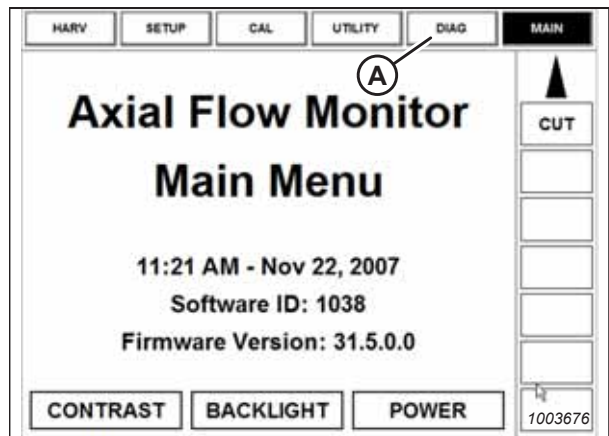 HARV SETUP CAL UTILITY DIAG MAIN
A
Axial Flow Monitor
CUT
Main Menu
11:21 AM - Nov 22, 2007
Software ID: 1038
Firmware Version: 31.5.0.0
CONTRAST BACKLIGHT POWER
1003676